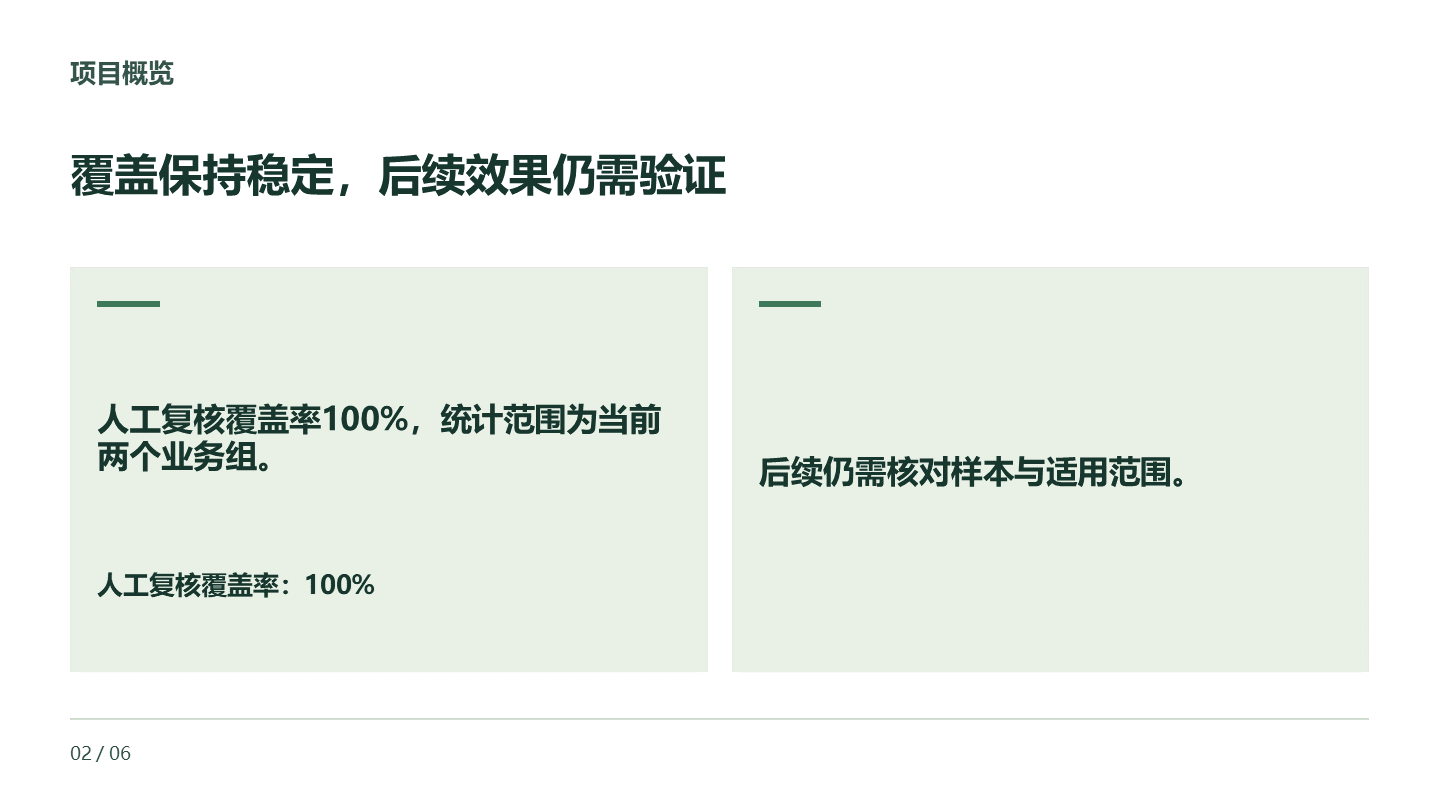 项目概览
覆盖保持稳定，后续效果仍需验证
人工复核覆盖率100%，统计范围为当前
两个业务组。
人工复核覆盖率：100%
后续仍需核对样本与适用范围。
02 / 06